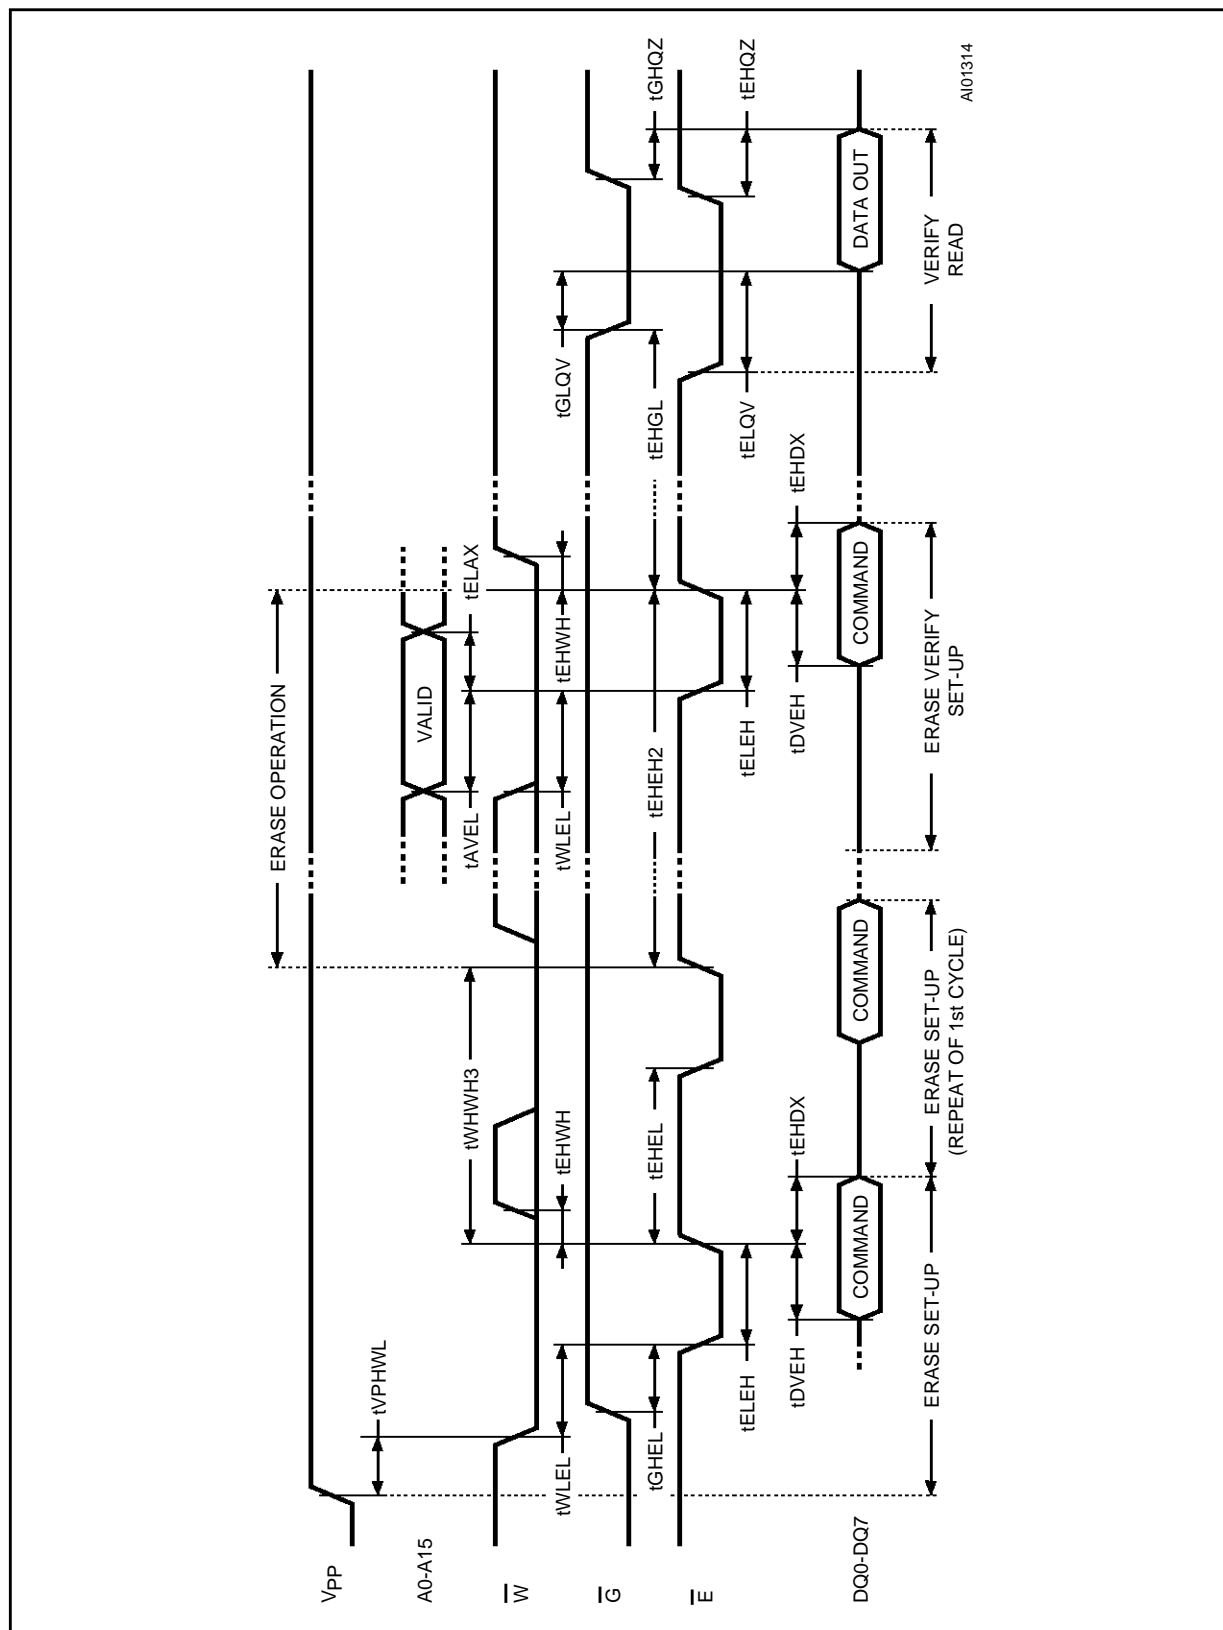 VPP
A0-A15
W
G
E
DQ0-DQ7
ERASE OPERATION
tVPHWL
VALID
tAVEL
tELAX
tWHWH3
tWLEL
tEHWH
tWLEL
tEHWH
tGLQV
tGHEL
tEHEL
tEHEH2
tEHGL
tGHQZ
tELEH
tELEH
tELQV
tEHQZ
tDVEH
tEHDX
tDVEH
tEHDX
COMMAND
COMMAND
COMMAND
DATA OUT
ERASE SET-UP
ERASE SET-UP
(REPEAT OF 1st CYCLE)
ERASE VERIFY
SET-UP
VERIFY
READ
AI01314